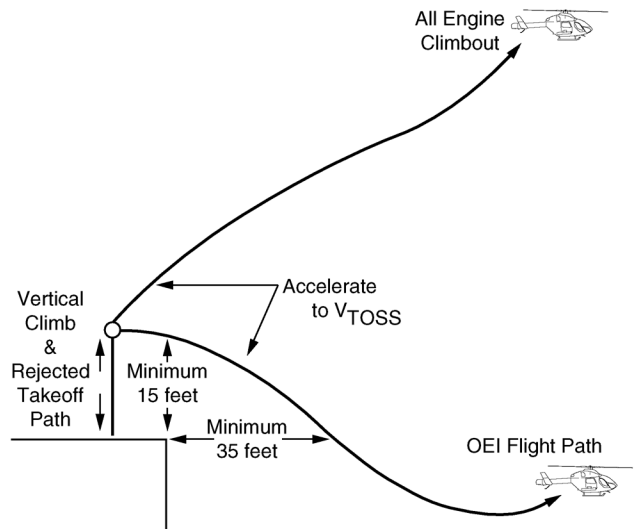 All Engine
Climbout
Accelerate
to VTOSS
Vertical
Climb
&
Rejected
Takeoff
Path
Minimum
15 feet
Minimum
35 feet
OEI Flight Path